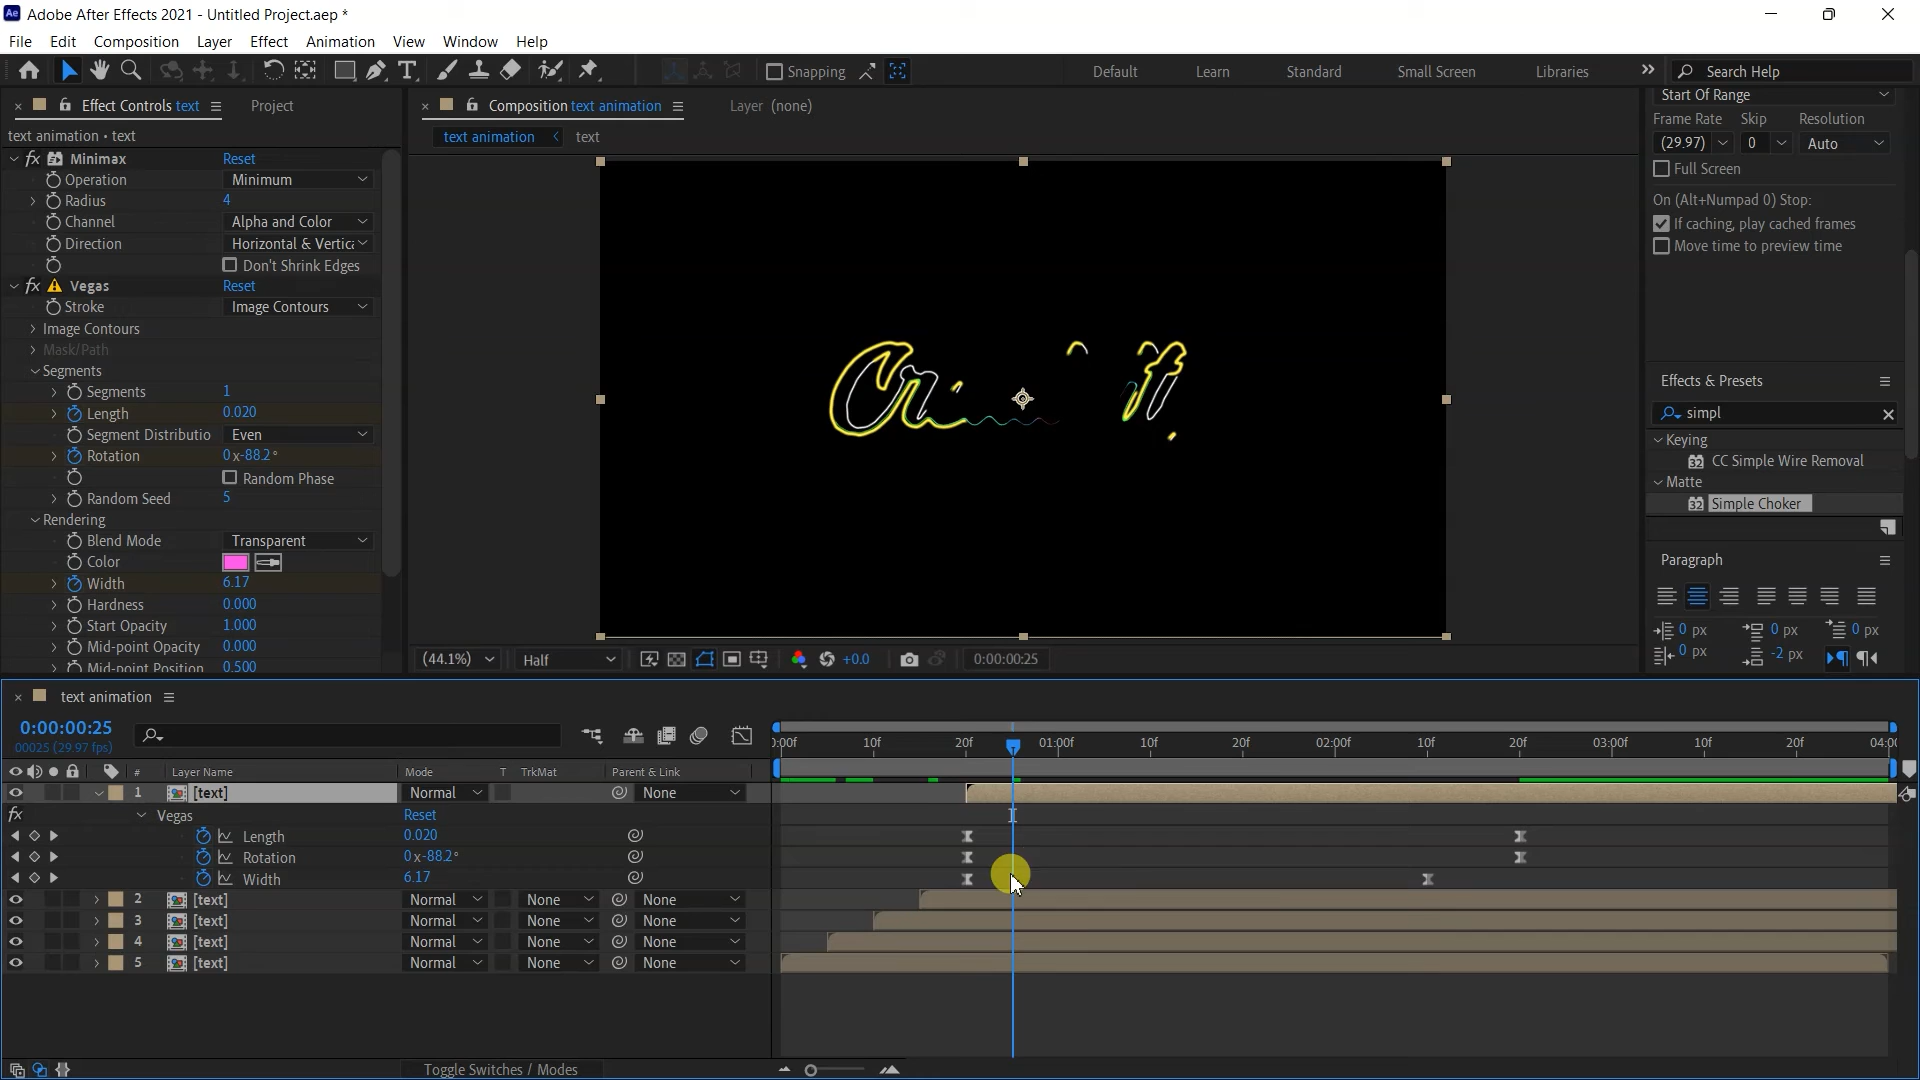 Ae Adobe After Effects 2021 - Untitled Project.aep *
File Edit Composition Layer Effect Animation View Window Help
Snapping Default Learn Standard Small Screen Libraries Search Help
Effect Controls text Project
text animation • text
fx Minimax Reset
Operation Minimum
Radius 4
Channel Alpha and Color
Direction Horizontal & Vertica
Don't Shrink Edges
fx Vegas Reset
Stroke Image Contours
Image Contours
Mask/Path
Segments
Segments 1
Length 0.020
Segment Distributio Even
Rotation 0x-88.2°
Random Phase
Random Seed 5
Rendering
Blend Mode Transparent
Color
Width 6.17
Hardness 0.000
Start Opacity 1.000
Mid-point Opacity 0.000
Mid-point Position 0.500
Composition text animation Layer (none)
text animation text
(44.1%) Half +0.0 0:00:00:25
Start Of Range
Frame Rate Skip Resolution
(29.97) 0 Auto
Full Screen
On (Alt+Numpad 0) Stop:
If caching, play cached frames
Move time to preview time
Effects & Presets
simpl
Keying
32 CC Simple Wire Removal
Matte
32 Simple Choker
Paragraph
0 px 0 px 0 px
0 px -2 px
text animation
0:00:00:25
00025 (29.97 fps)
0:00f 10f 20f 01:00f 10f 20f 02:00f 10f 20f 03:00f 10f 20f 04:00
# Layer Name Mode T TrkMat Parent & Link
1 [text] Normal None
fx Vegas Reset
Length 0.020
Rotation 0x-88.2°
Width 6.17
2 [text] Normal None None
3 [text] Normal None None
4 [text] Normal None None
5 [text] Normal None None
Toggle Switches / Modes